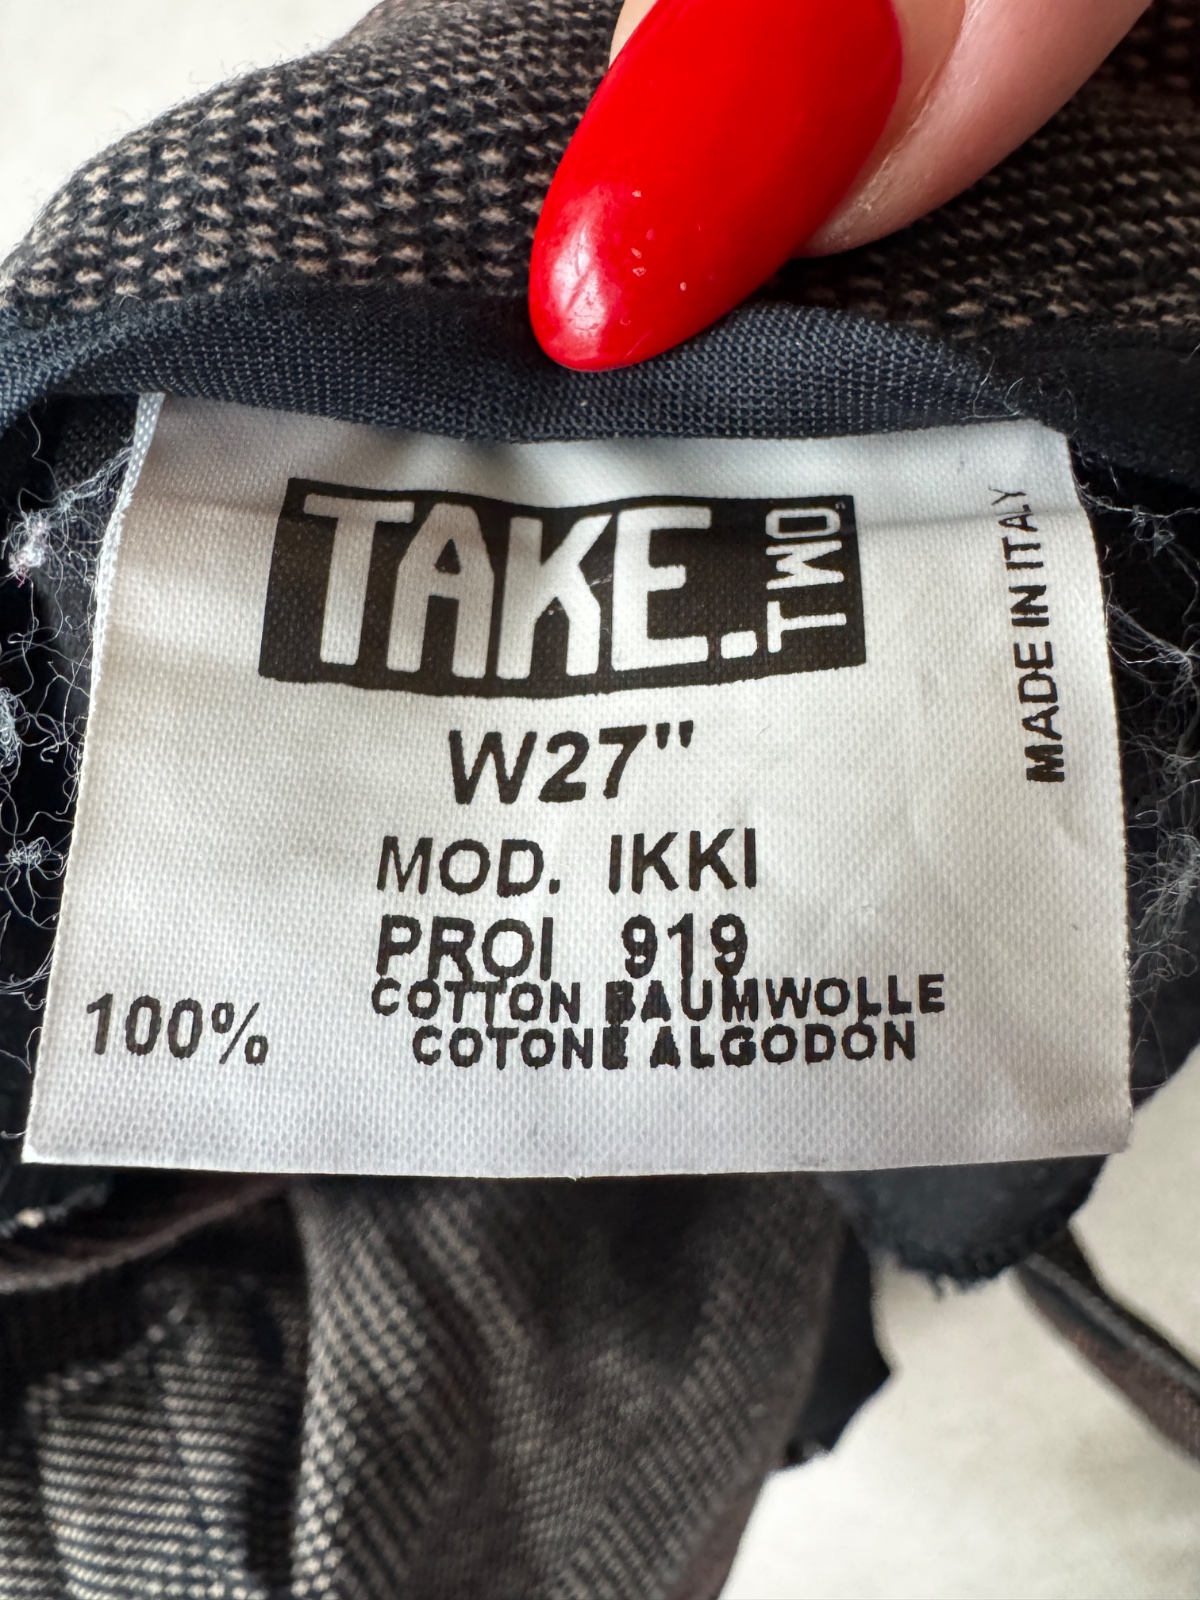 TAKE. TWO
W27"
MOD. IKKI
PROI 919
COTTON BAUMWOLLE
100% COTONE ALGODON
MADE IN ITALY